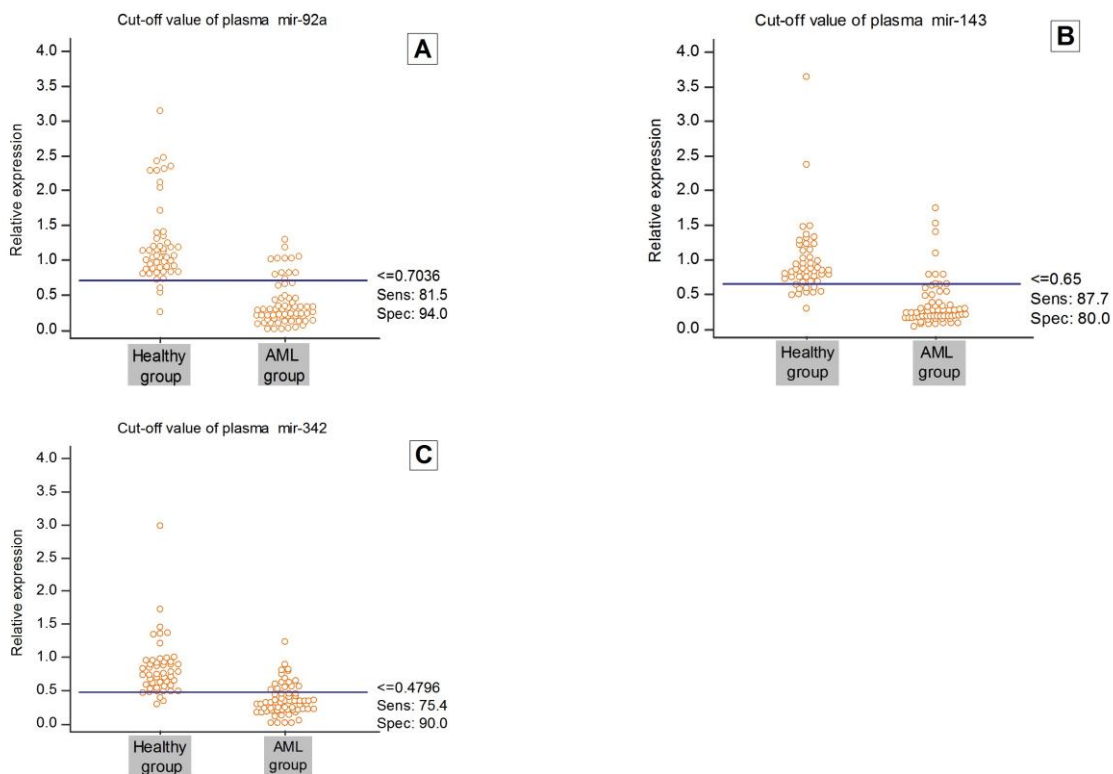 Cut-off value of plasma mir-92a
A
4.0
3.5
3.0
2.5
2.0
1.5
1.0
0.5
0.0
Relative expression
<=0.7036
Sens: 81.5
Spec: 94.0
Healthy
group
AML
group
Cut-off value of plasma mir-143
B
4.0
3.5
3.0
2.5
2.0
1.5
1.0
0.5
0.0
Relative expression
<=0.65
Sens: 87.7
Spec: 80.0
Healthy
group
AML
group
Cut-off value of plasma mir-342
C
4.0
3.5
3.0
2.5
2.0
1.5
1.0
0.5
0.0
Relative expression
<=0.4796
Sens: 75.4
Spec: 90.0
Healthy
group
AML
group